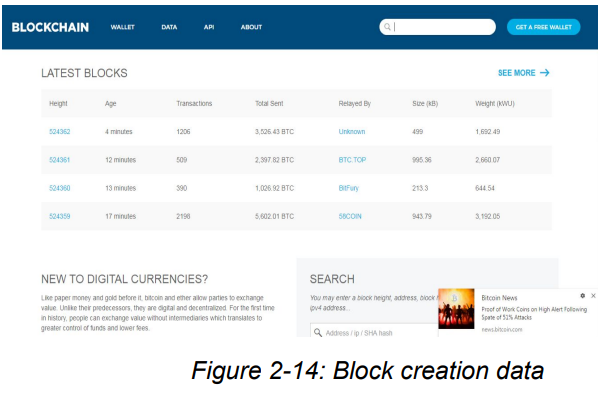 BLOCKCHAIN WALLET DATA API ABOUT GET A FREE WALLET
LATEST BLOCKS SEE MORE →
Height Age Transactions Total Sent Relayed By Size (kB) Weight (kWU)
524362 4 minutes 1206 3,526.43 BTC Unknown 499 1,692.49
524361 12 minutes 509 2,397.82 BTC BTC.TOP 995.36 2,660.07
524360 13 minutes 390 1,026.92 BTC BitFury 213.3 644.54
524359 17 minutes 2198 5,602.01 BTC 58COIN 943.79 3,192.05
NEW TO DIGITAL CURRENCIES?
Like paper money and gold before it, bitcoin and ether allow parties to exchange
value. Unlike their predecessors, they are digital and decentralized. For the first time
in history, people can exchange value without intermediaries which translates to
greater control of funds and lower fees.
SEARCH
You may enter a block height, address, block
ipv4 address...
Address / ip / SHA hash
Bitcoin News
Proof of Work Coins on High Alert Following
Spate of 51% Attacks
news.bitcoin.com
Figure 2-14: Block creation data